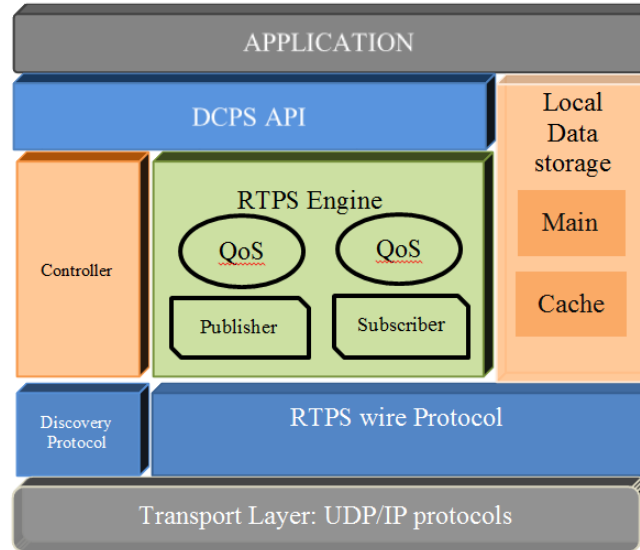 APPLICATION
DCPS API
Local
Data
storage
Main
Cache
Controller
RTPS Engine
QoS
QoS
Publisher
Subscriber
Discovery
Protocol
RTPS wire Protocol
Transport Layer: UDP/IP protocols